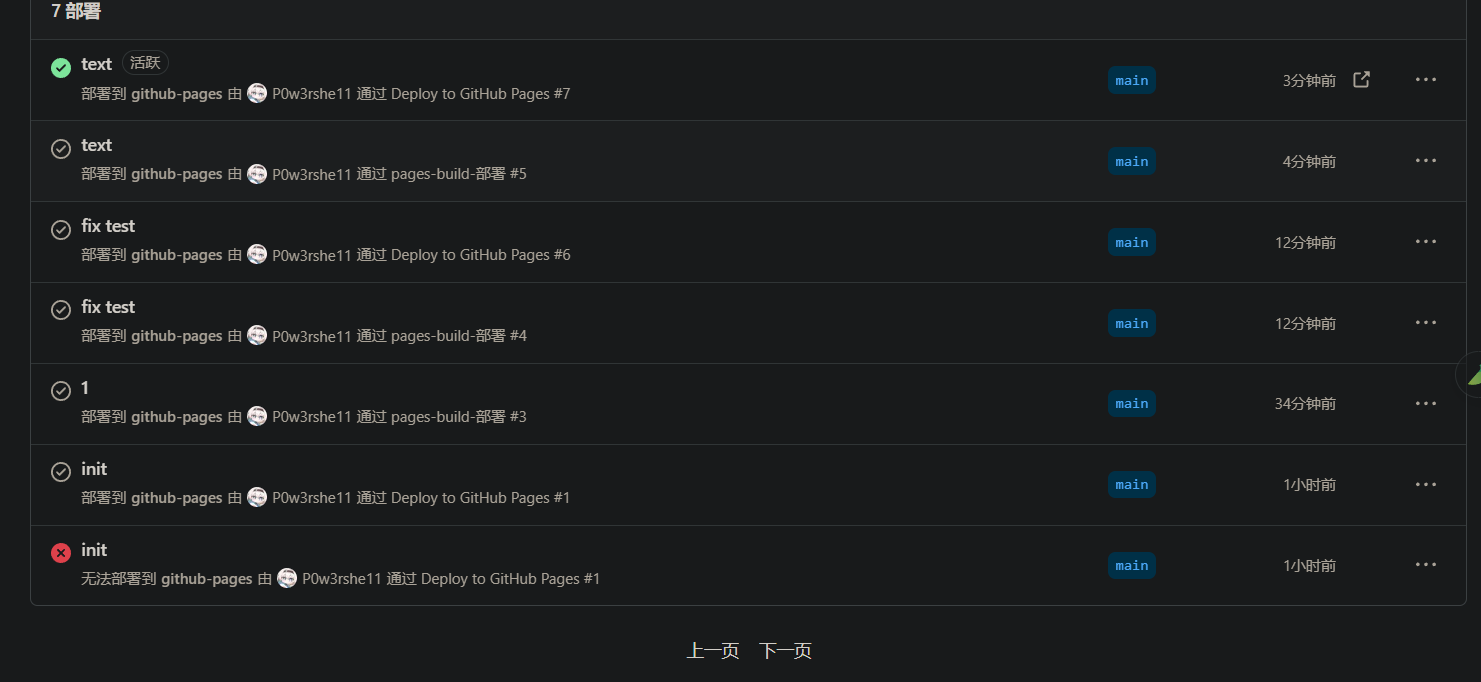 7 部署
text 活跃
部署到 github-pages 由 P0w3rshe11 通过 Deploy to GitHub Pages #7
main
3分钟前
text
部署到 github-pages 由 P0w3rshe11 通过 pages-build-部署 #5
main
4分钟前
fix test
部署到 github-pages 由 P0w3rshe11 通过 Deploy to GitHub Pages #6
main
12分钟前
fix test
部署到 github-pages 由 P0w3rshe11 通过 pages-build-部署 #4
main
12分钟前
1
部署到 github-pages 由 P0w3rshe11 通过 pages-build-部署 #3
main
34分钟前
init
部署到 github-pages 由 P0w3rshe11 通过 Deploy to GitHub Pages #1
main
1小时前
init
无法部署到 github-pages 由 P0w3rshe11 通过 Deploy to GitHub Pages #1
main
1小时前
上一页 下一页